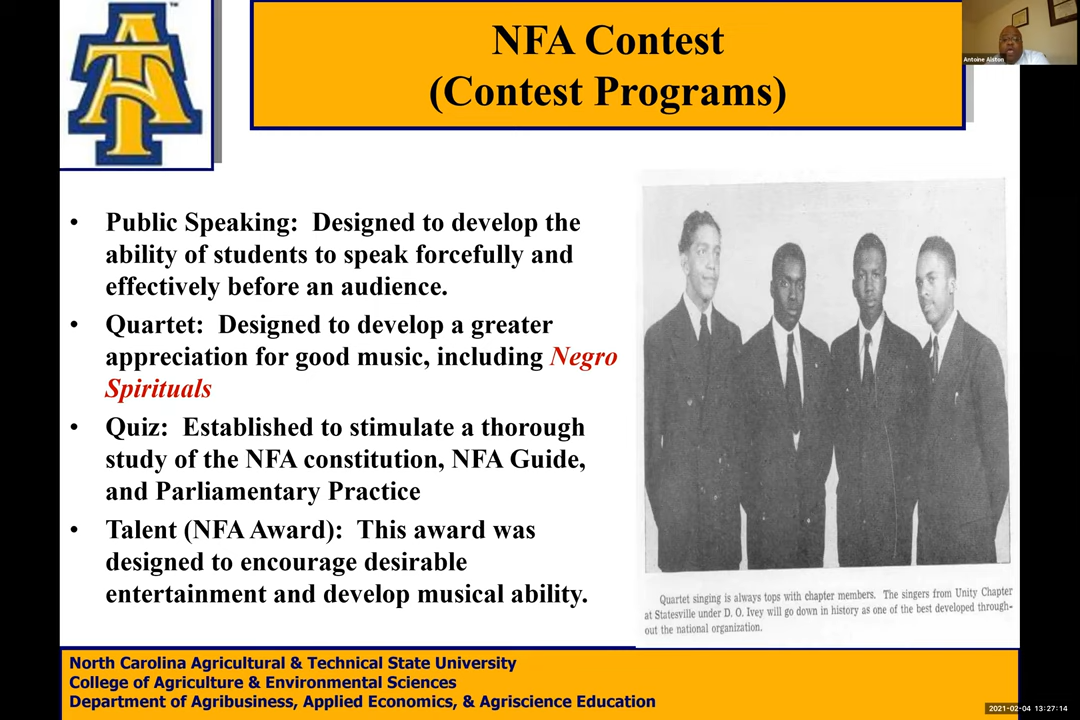 NFA Contest
(Contest Programs)
Antoine Alston
• Public Speaking: Designed to develop the
ability of students to speak forcefully and
effectively before an audience.
• Quartet: Designed to develop a greater
appreciation for good music, including Negro
Spirituals
• Quiz: Established to stimulate a thorough
study of the NFA constitution, NFA Guide,
and Parliamentary Practice
• Talent (NFA Award): This award was
designed to encourage desirable
entertainment and develop musical ability.
Quartet singing is always tops with chapter members. The singers from Unity Chapter
at Statesville under D. O. Ivey will go down in history as one of the best developed through-
out the national organization.
North Carolina Agricultural & Technical State University
College of Agriculture & Environmental Sciences
Department of Agribusiness, Applied Economics, & Agriscience Education
2021-02-04 13:27:14
A&T
TM